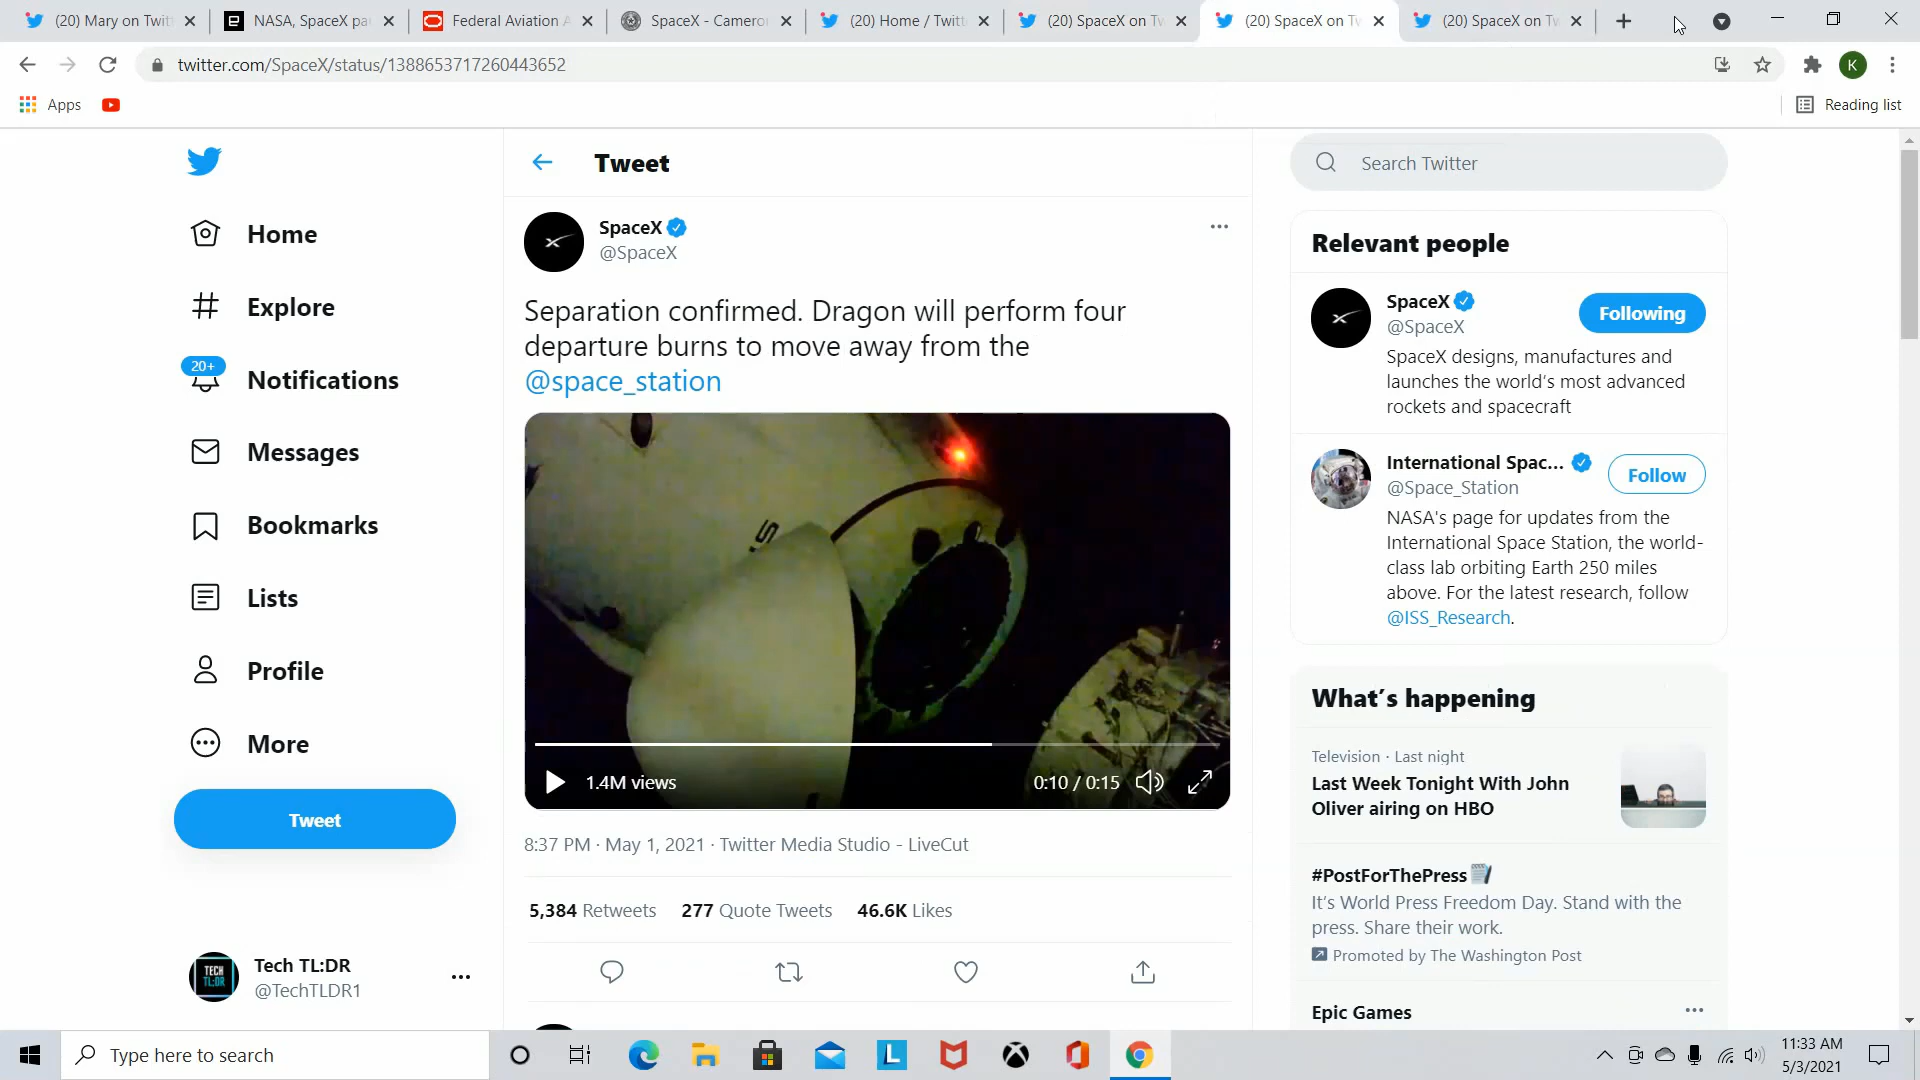 (20) Mary on Twitt
NASA, SpaceX pa
Federal Aviation A
SpaceX - Camero
(20) Home / Twitt
(20) SpaceX on Tw
(20) SpaceX on Tw
(20) SpaceX on Tw
twitter.com/SpaceX/status/1388653717260443652
K
Apps
Reading list
Home
Explore
20+
Notifications
Messages
Bookmarks
Lists
Profile
More
Tweet
TECH
TL:DR
Tech TL:DR
@TechTLDR1
Tweet
SpaceX
@SpaceX
Separation confirmed. Dragon will perform four
departure burns to move away from the
@space_station
1.4M views
0:10 / 0:15
8:37 PM · May 1, 2021 · Twitter Media Studio - LiveCut
5,384 Retweets 277 Quote Tweets 46.6K Likes
Search Twitter
Relevant people
SpaceX
@SpaceX
Following
SpaceX designs, manufactures and
launches the world's most advanced
rockets and spacecraft
International Spac...
@Space_Station
Follow
NASA's page for updates from the
International Space Station, the world-
class lab orbiting Earth 250 miles
above. For the latest research, follow
@ISS_Research.
What's happening
Television · Last night
Last Week Tonight With John
Oliver airing on HBO
#PostForThePress
It's World Press Freedom Day. Stand with the
press. Share their work.
Promoted by The Washington Post
Epic Games
Type here to search
L
11:33 AM
5/3/2021